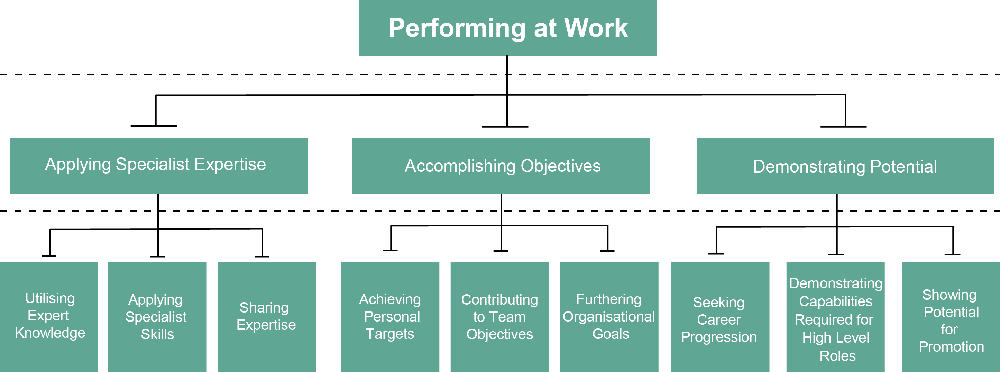 Performing at Work
Applying Specialist Expertise
Accomplishing Objectives
Demonstrating Potential
Utilising
Expert
Knowledge
Applying
Specialist
Skills
Sharing
Expertise
Achieving
Personal
Targets
Contributing
to Team
Objectives
Furthering
Organisational
Goals
Seeking
Career
Progression
Demonstrating
Capabilities
Required for
High Level
Roles
Showing
Potential
for
Promotion